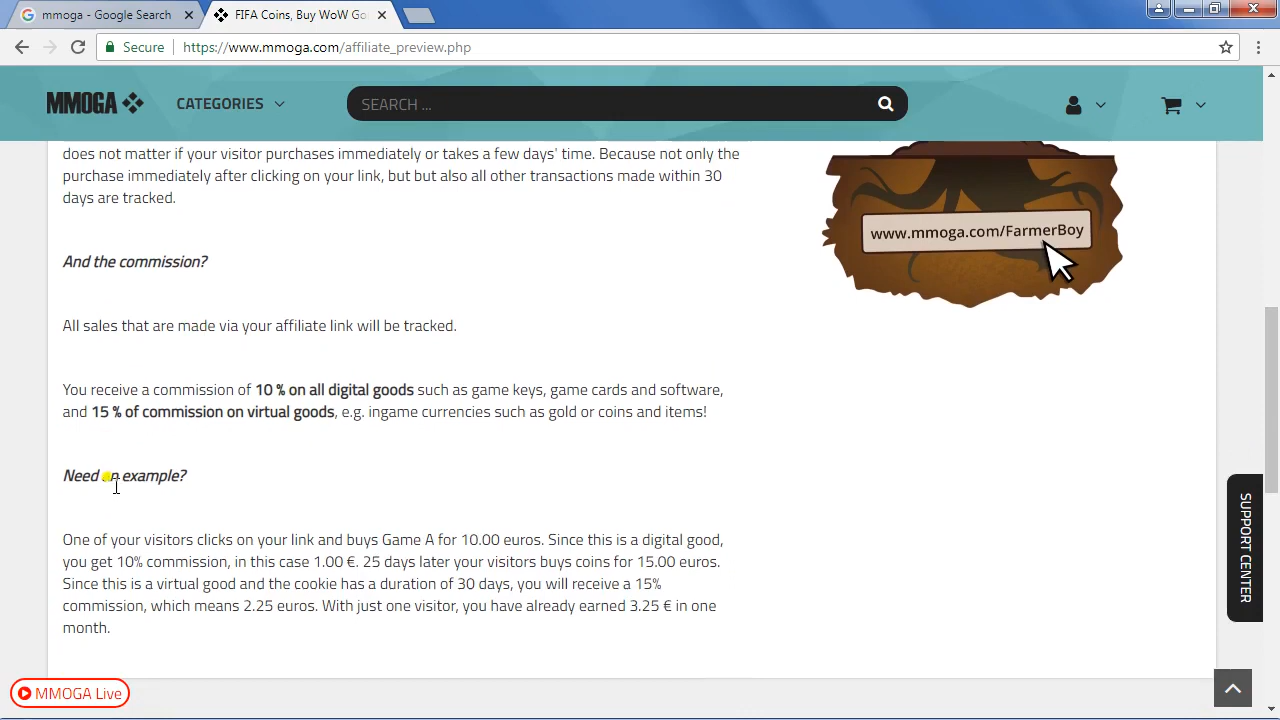 mmoga - Google Search
FIFA Coins, Buy WoW Go
Secure
https://www.mmoga.com/affiliate_preview.php
MMOGA
CATEGORIES
SEARCH ...
does not matter if your visitor purchases immediately or takes a few days' time. Because not only the
purchase immediately after clicking on your link, but but also all other transactions made within 30
days are tracked.
www.mmoga.com/FarmerBoy
And the commission?
All sales that are made via your affiliate link will be tracked.
You receive a commission of 10 % on all digital goods such as game keys, game cards and software,
and 15 % of commission on virtual goods, e.g. ingame currencies such as gold or coins and items!
Need an example?
One of your visitors clicks on your link and buys Game A for 10.00 euros. Since this is a digital good,
you get 10% commission, in this case 1.00 €. 25 days later your visitors buys coins for 15.00 euros.
Since this is a virtual good and the cookie has a duration of 30 days, you will receive a 15%
commission, which means 2.25 euros. With just one visitor, you have already earned 3.25 € in one
month.
SUPPORT CENTER
MMOGA Live